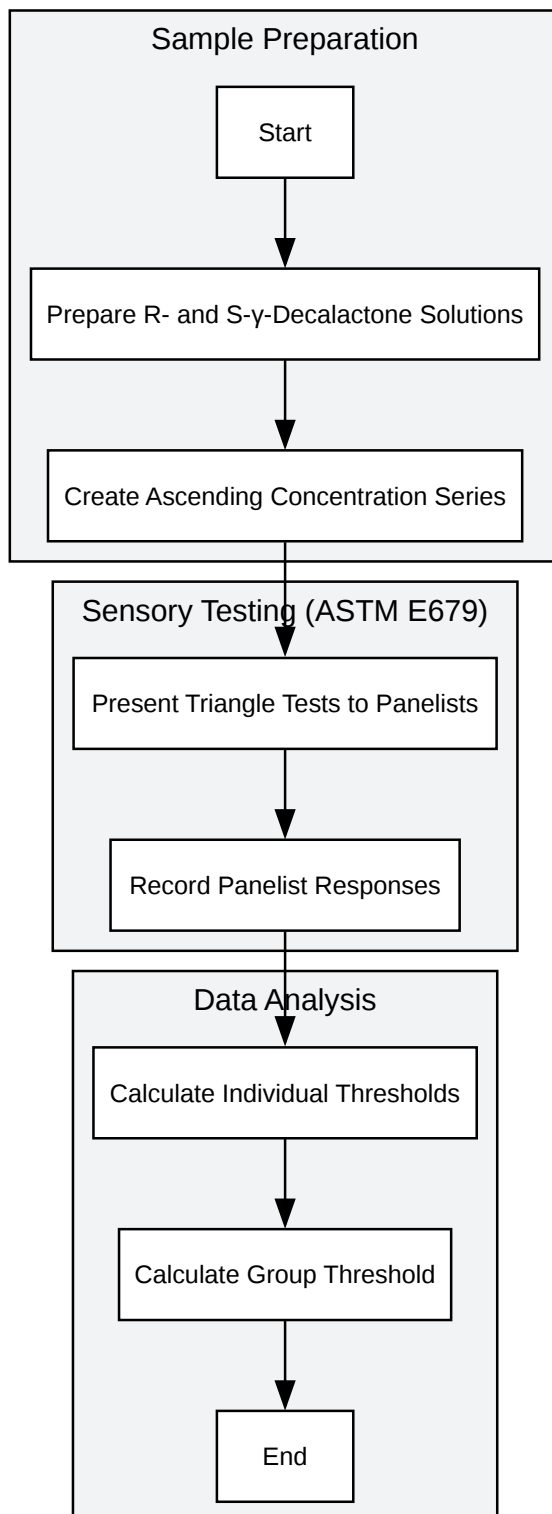 Sample Preparation
Start
Prepare R- and S-γ-Decalactone Solutions
Create Ascending Concentration Series
Sensory Testing (ASTM E679)
Present Triangle Tests to Panelists
Record Panelist Responses
Data Analysis
Calculate Individual Thresholds
Calculate Group Threshold
End